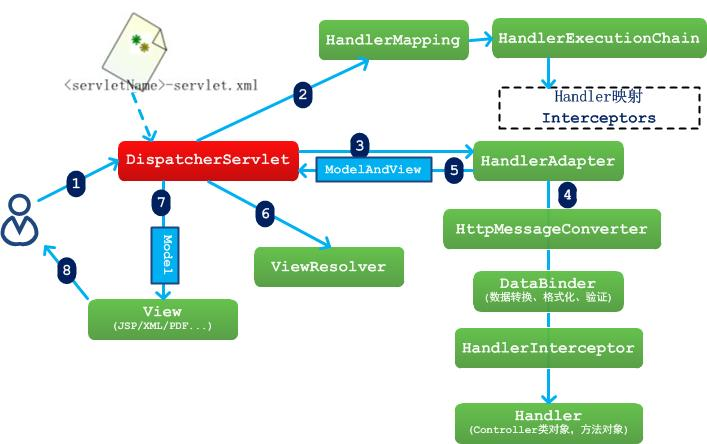 HandlerMapping
HandlerExecutionChain
<servletName>-servlet.xml
2
Handler映射
Interceptors
3
DispatcherServlet
HandlerAdapter
ModelAndView
5
1
4
7
6
HttpMessageConverter
Model
ViewResolver
8
DataBinder
(数据转换、格式化、验证)
View
(JSP/XML/PDF...)
HandlerInterceptor
Handler
(Controller类对象，方法对象)